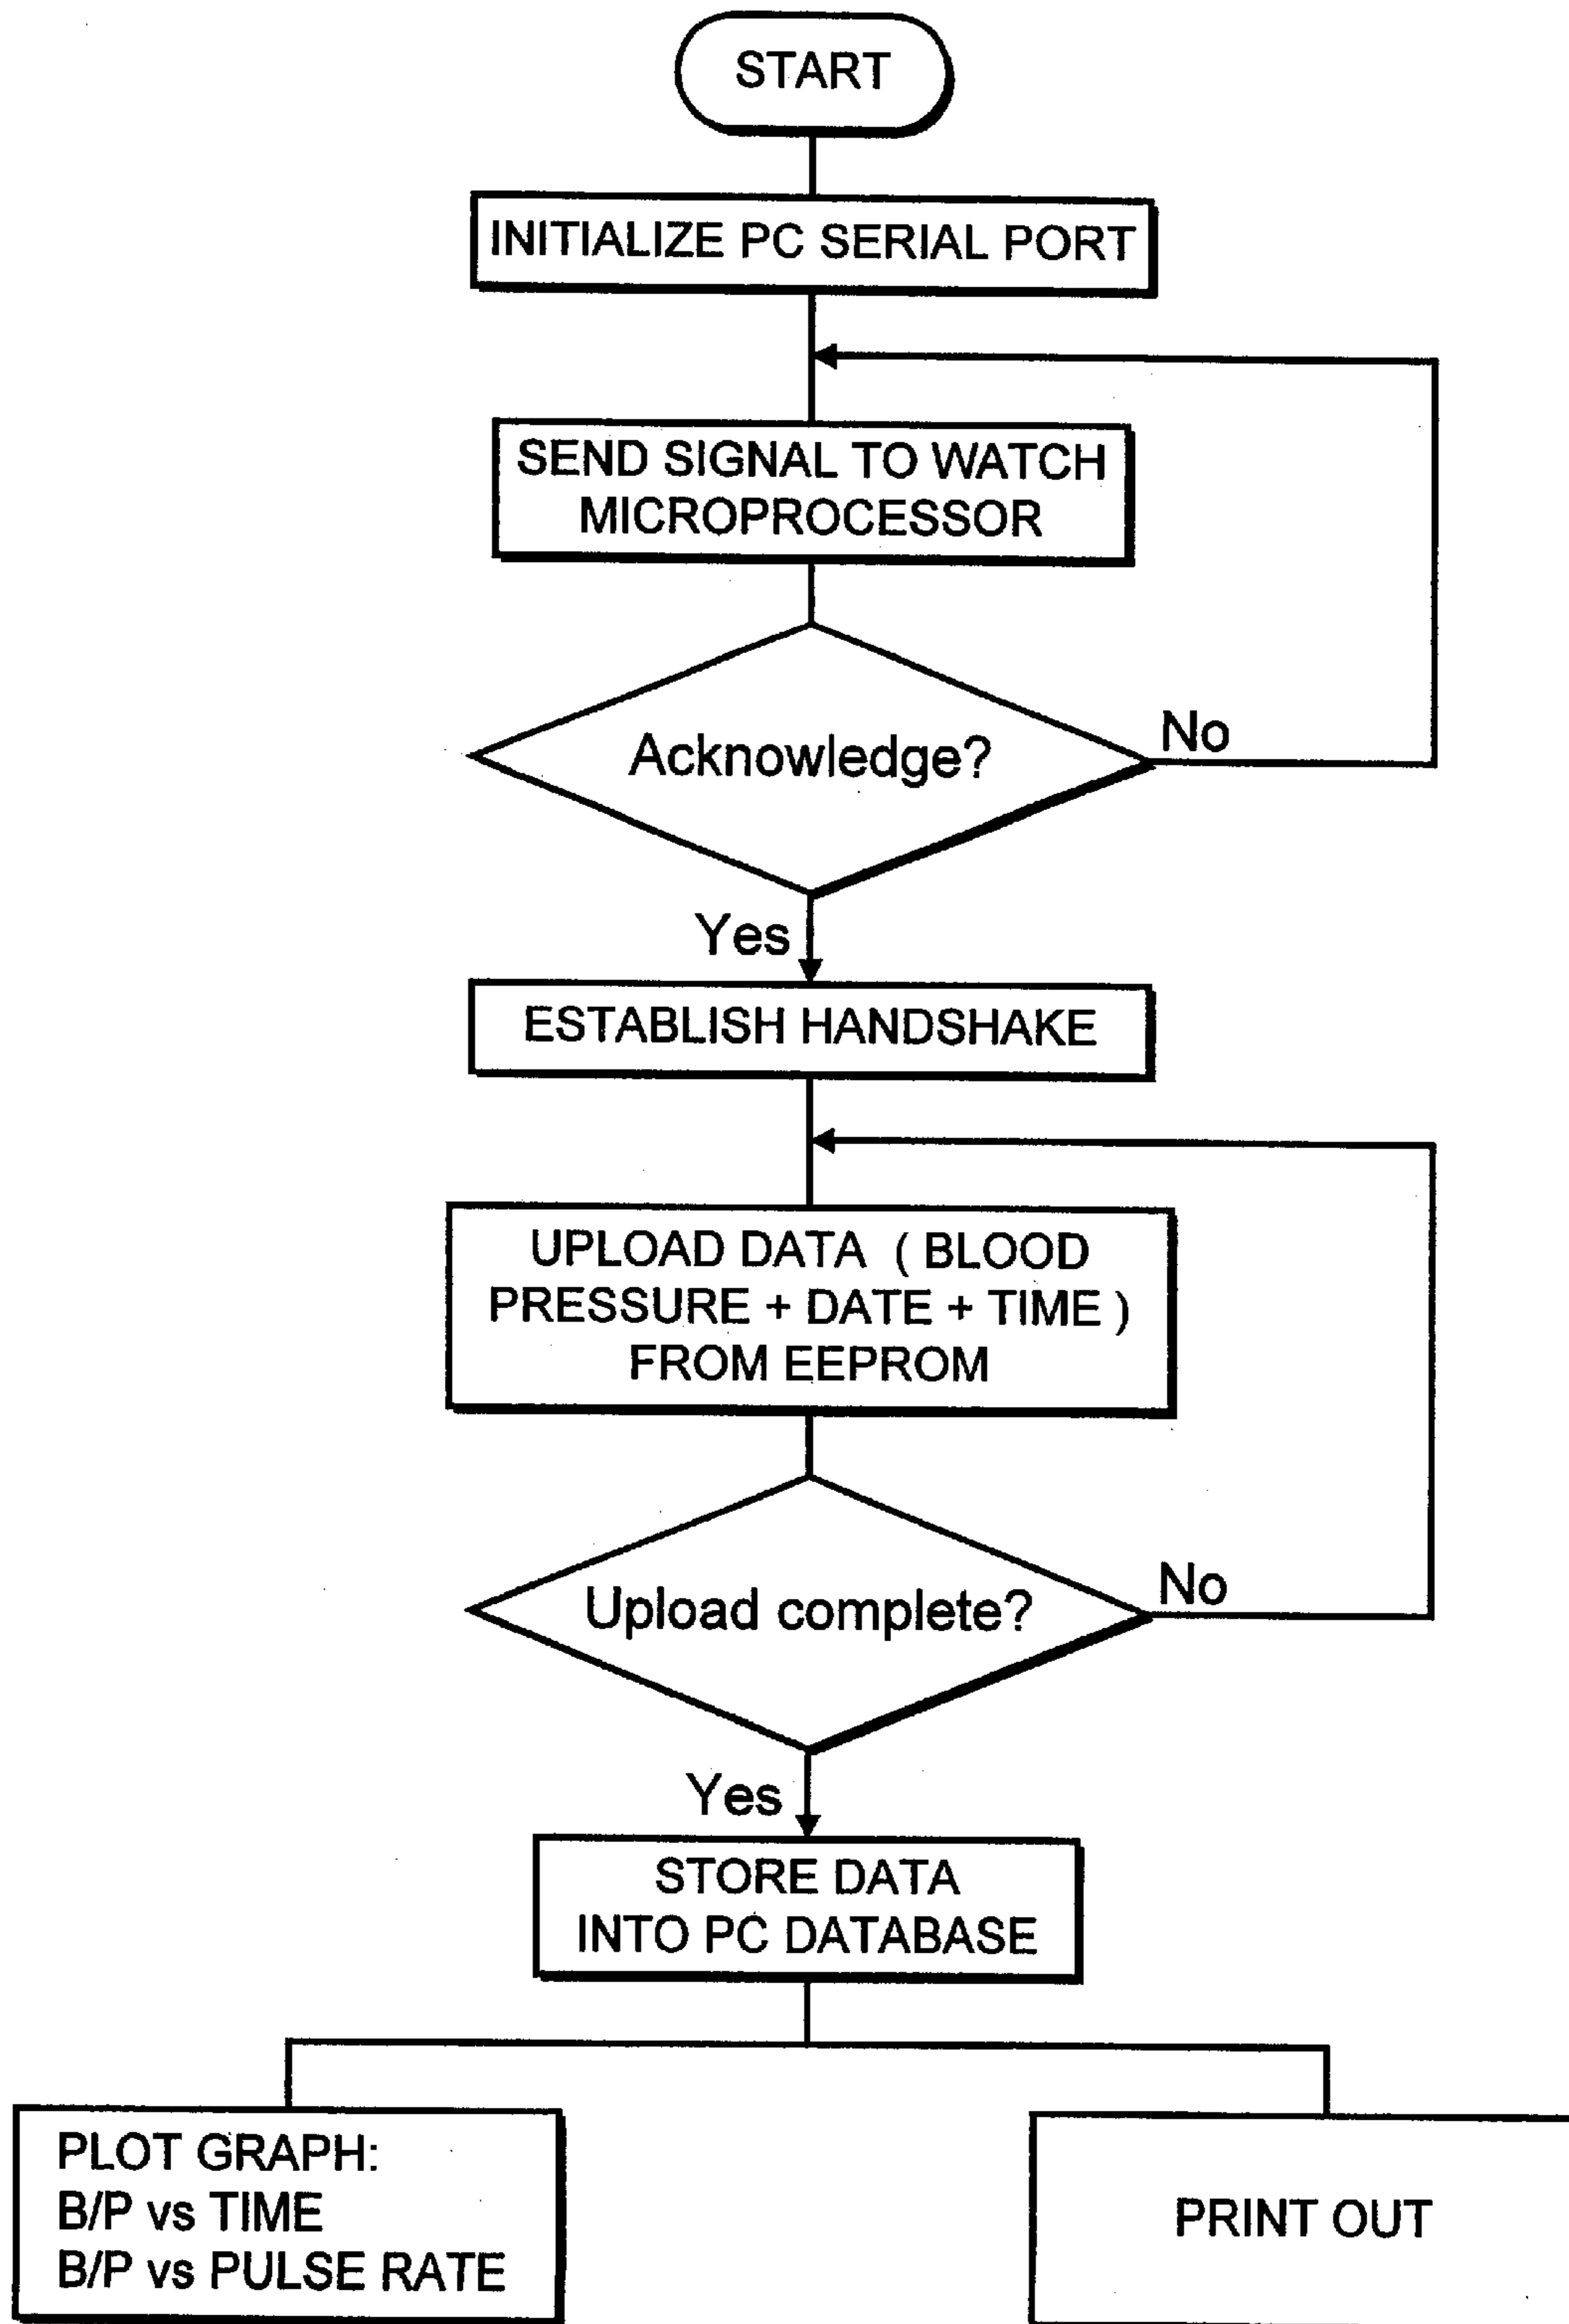 START
INITIALIZE PC SERIAL PORT
SEND SIGNAL TO WATCH
MICROPROCESSOR
Acknowledge?
No
Yes
ESTABLISH HANDSHAKE
UPLOAD DATA ( BLOOD
PRESSURE + DATE + TIME )
FROM EEPROM
Upload complete?
No
Yes
STORE DATA
INTO PC DATABASE
PLOT GRAPH:
B/P vs TIME
B/P vs PULSE RATE
PRINT OUT